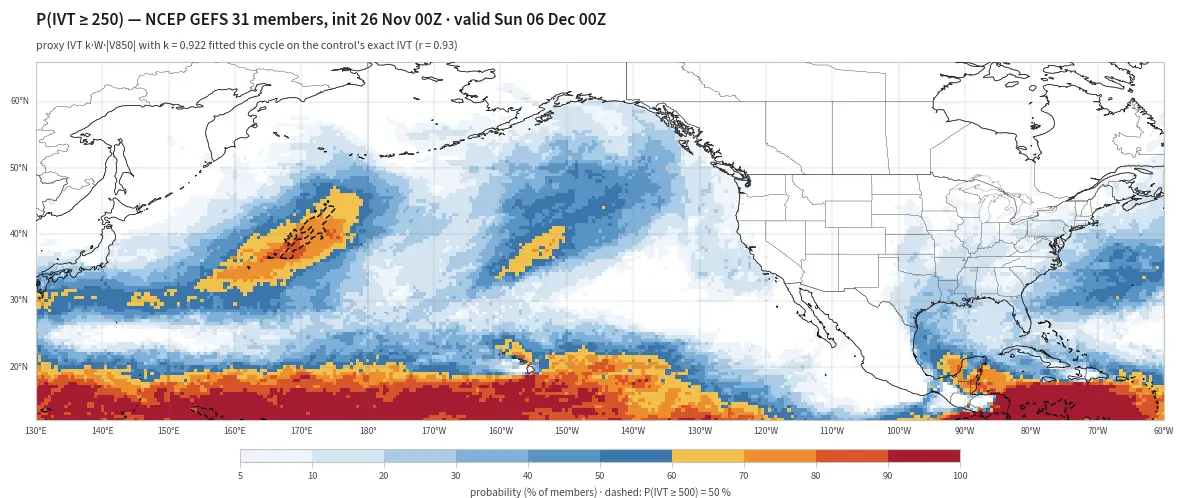 P(IVT ≥ 250) — NCEP GEFS 31 members, init 26 Nov 00Z · valid Sun 06 Dec 00Z
proxy IVT k·W·|V850| with k = 0.922 fitted this cycle on the control's exact IVT (r = 0.93)
60°N
50°N
40°N
30°N
20°N
130°E 140°E 150°E 160°E 170°E 180° 170°W 160°W 150°W 140°W 130°W 120°W 110°W 100°W 90°W 80°W 70°W 60°W
5 10 20 30 40 50 60 70 80 90 100
probability (% of members) · dashed: P(IVT ≥ 500) = 50 %